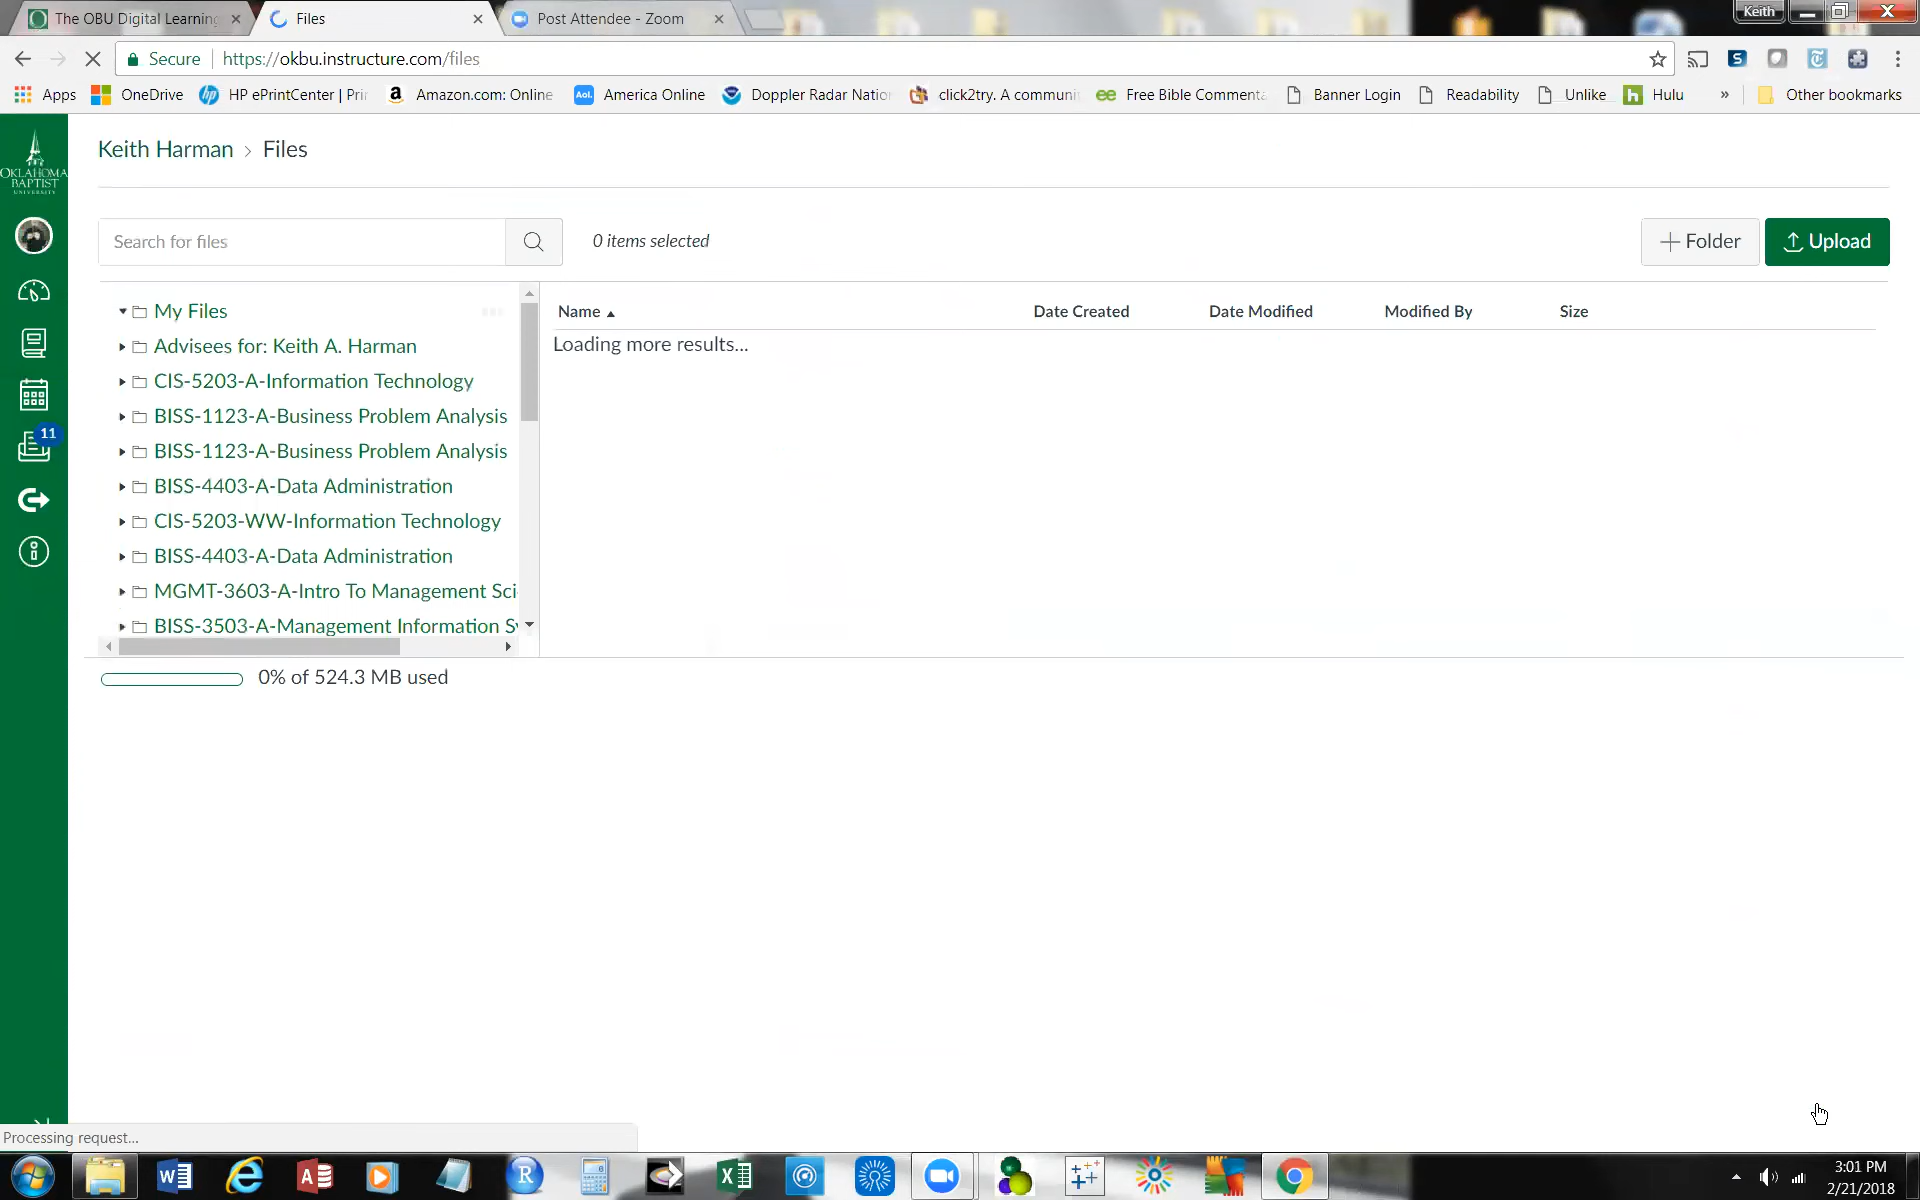 The OBU Digital Learning
Files
Post Attendee - Zoom
Keith
Secure
https://okbu.instructure.com/files
Apps
OneDrive
HP ePrintCenter | Pri
Amazon.com: Online
Aol.
America Online
Doppler Radar Natio
click2try. A communi
Free Bible Commenta
Banner Login
Readability
Unlike
Hulu
»
Other bookmarks
OKLAHOMA
BAPTIST
UNIVERSITY
Keith Harman › Files
Search for files
0 items selected
Folder
Upload
My Files
Advisees for: Keith A. Harman
CIS-5203-A-Information Technology
BISS-1123-A-Business Problem Analysis
BISS-1123-A-Business Problem Analysis
BISS-4403-A-Data Administration
CIS-5203-WW-Information Technology
BISS-4403-A-Data Administration
MGMT-3603-A-Intro To Management Sci
BISS-3503-A-Management Information Sy
Name
Date Created
Date Modified
Modified By
Size
Loading more results...
11
0% of 524.3 MB used
Processing request...
3:01 PM
2/21/2018